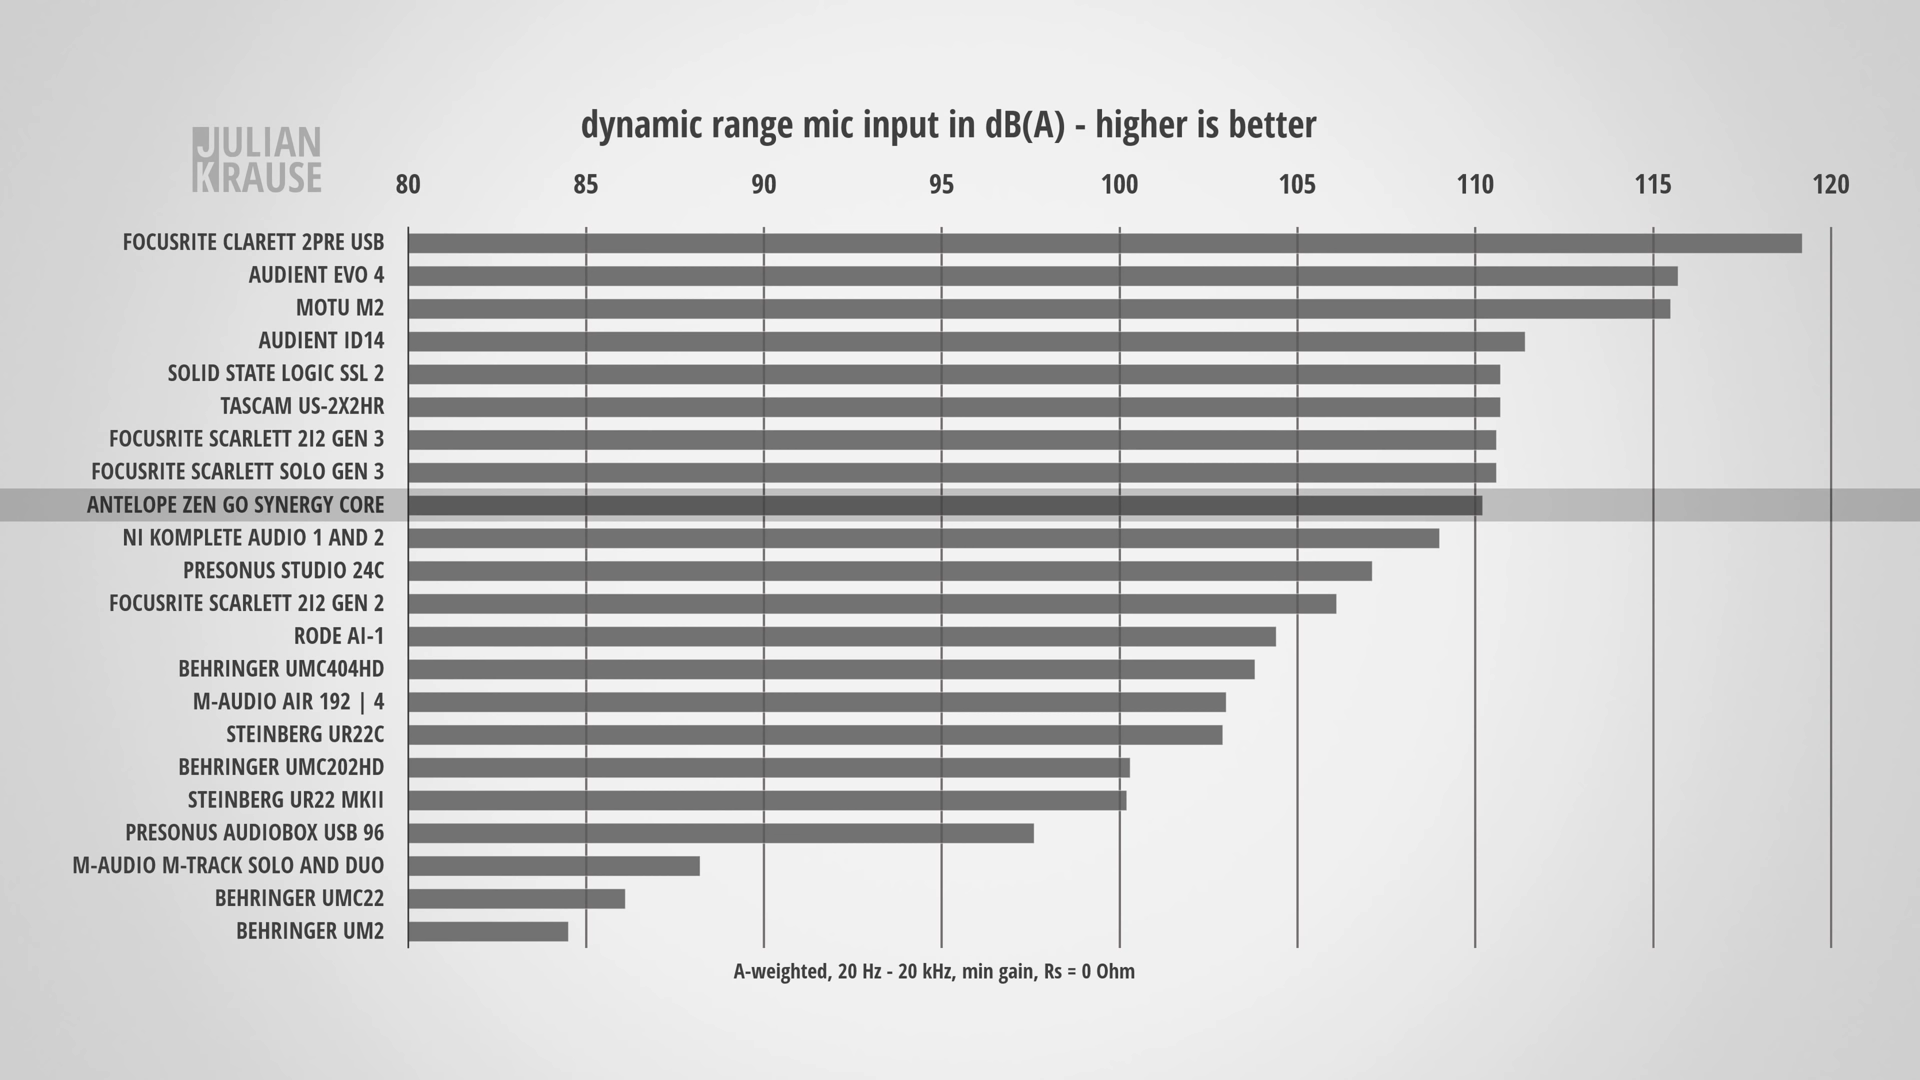 JULIAN
KRAUSE
dynamic range mic input in dB(A) - higher is better
80 85 90 95 100 105 110 115 120
FOCUSRITE CLARETT 2PRE USB
AUDIENT EVO 4
MOTU M2
AUDIENT ID14
SOLID STATE LOGIC SSL 2
TASCAM US-2X2HR
FOCUSRITE SCARLETT 2I2 GEN 3
FOCUSRITE SCARLETT SOLO GEN 3
ANTELOPE ZEN GO SYNERGY CORE
NI KOMPLETE AUDIO 1 AND 2
PRESONUS STUDIO 24C
FOCUSRITE SCARLETT 2I2 GEN 2
RODE AI-1
BEHRINGER UMC404HD
M-AUDIO AIR 192 | 4
STEINBERG UR22C
BEHRINGER UMC202HD
STEINBERG UR22 MKII
PRESONUS AUDIOBOX USB 96
M-AUDIO M-TRACK SOLO AND DUO
BEHRINGER UMC22
BEHRINGER UM2
A-weighted, 20 Hz - 20 kHz, min gain, Rs = 0 Ohm